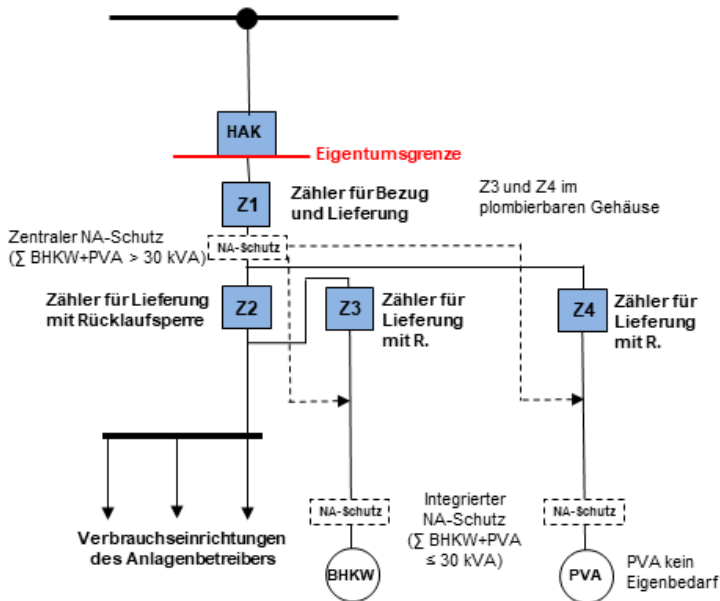 HAK
Eigentumsgrenze
Z1
Zähler für Bezug
und Lieferung
Z3 und Z4 im
plombierbaren Gehäuse
Zentraler NA-Schutz
(∑ BHKW+PVA > 30 kVA)
NA-Schutz
Zähler für Lieferung
mit Rücklaufsperre
Z2
Z3
Zähler für
Lieferung
mit R.
Z4
Zähler für
Lieferung
mit R.
Verbrauchseinrichtungen
des Anlagenbetreibers
NA-Schutz
BHKW
Integrierter
NA-Schutz
(∑ BHKW+PVA
≤ 30 kVA)
NA-Schutz
PVA
PVA kein
Eigenbedarf